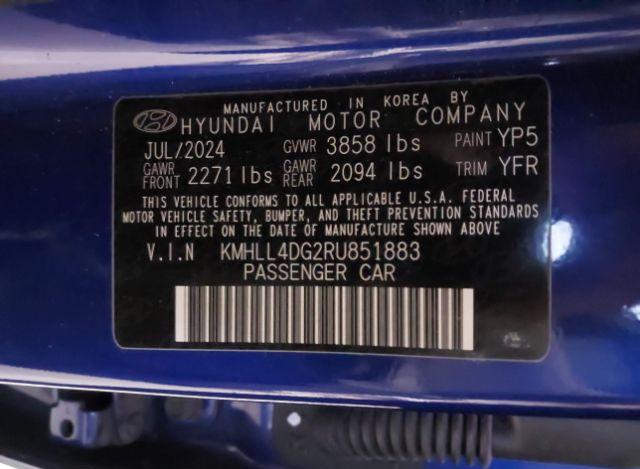 MANUFACTURED IN KOREA BY
HYUNDAI MOTOR COMPANY
JUL/2024 GVWR 3858 lbs PAINT YP5
GAWR FRONT 2271 lbs GAWR REAR 2094 lbs TRIM YFR
THIS VEHICLE CONFORMS TO ALL APPLICABLE U.S.A. FEDERAL
MOTOR VEHICLE SAFETY, BUMPER, AND THEFT PREVENTION STANDARDS
IN EFFECT ON THE DATE OF MANUFACTURE SHOWN ABOVE
V.I.N KMHLL4DG2RU851883
PASSENGER CAR